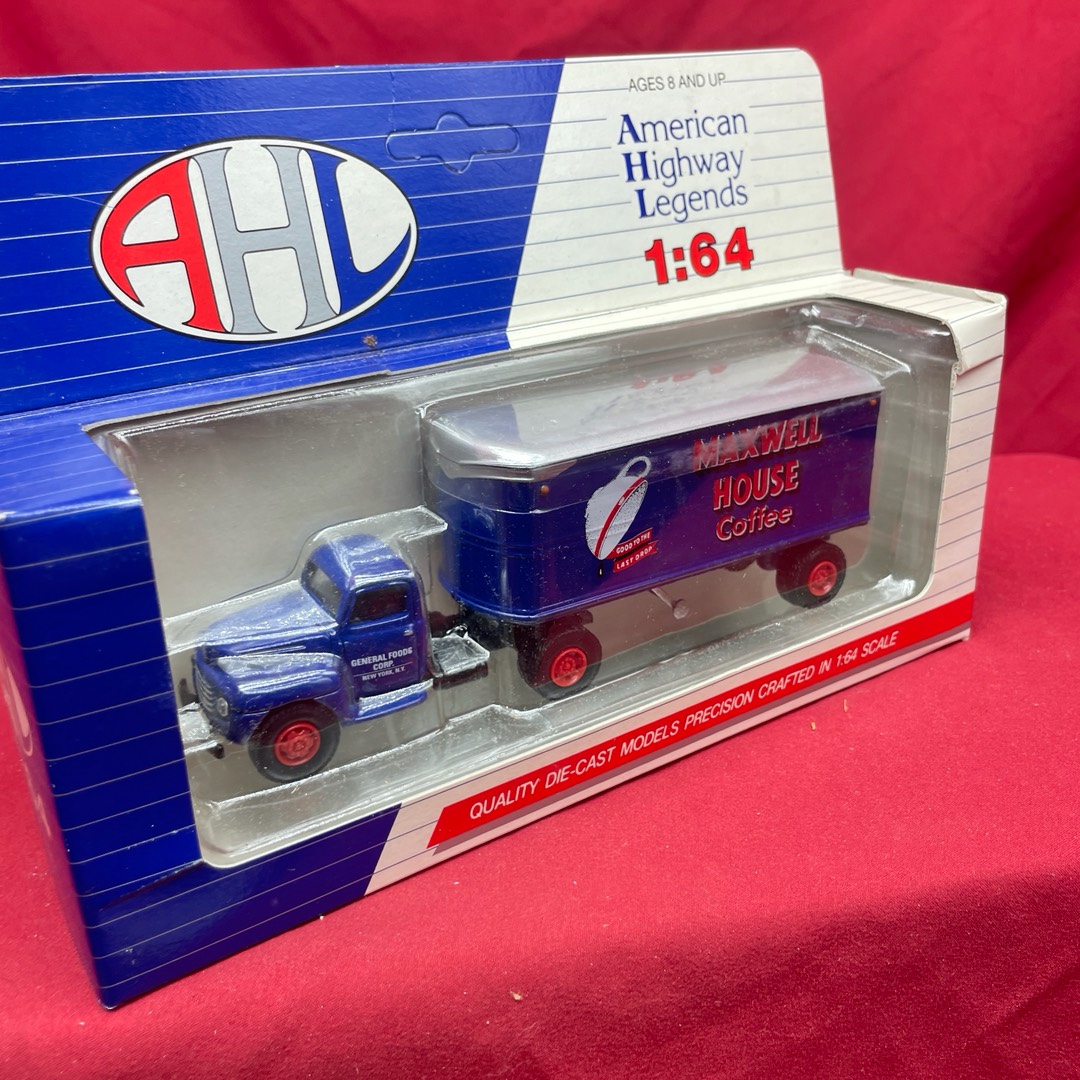 AHL
AGES 8 AND UP
American
Highway
Legends
1:64
MAXWELL
HOUSE
Coffee
GOOD TO THE
LAST DROP
GENERAL FOODS
CORP.
NEW YORK, N.Y.
QUALITY DIE-CAST MODELS PRECISION CRAFTED IN 1:64 SCALE